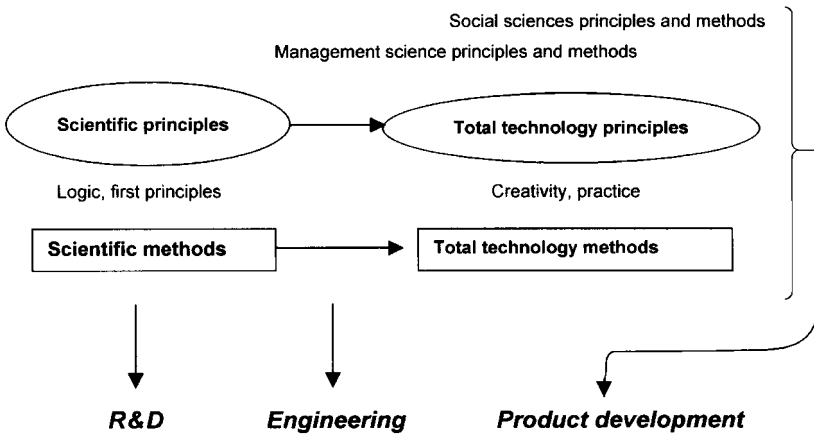 Social sciences principles and methods
Management science principles and methods
Scientific principles
Total technology principles
Logic, first principles
Creativity, practice
Scientific methods
Total technology methods
R&D
Engineering
Product development